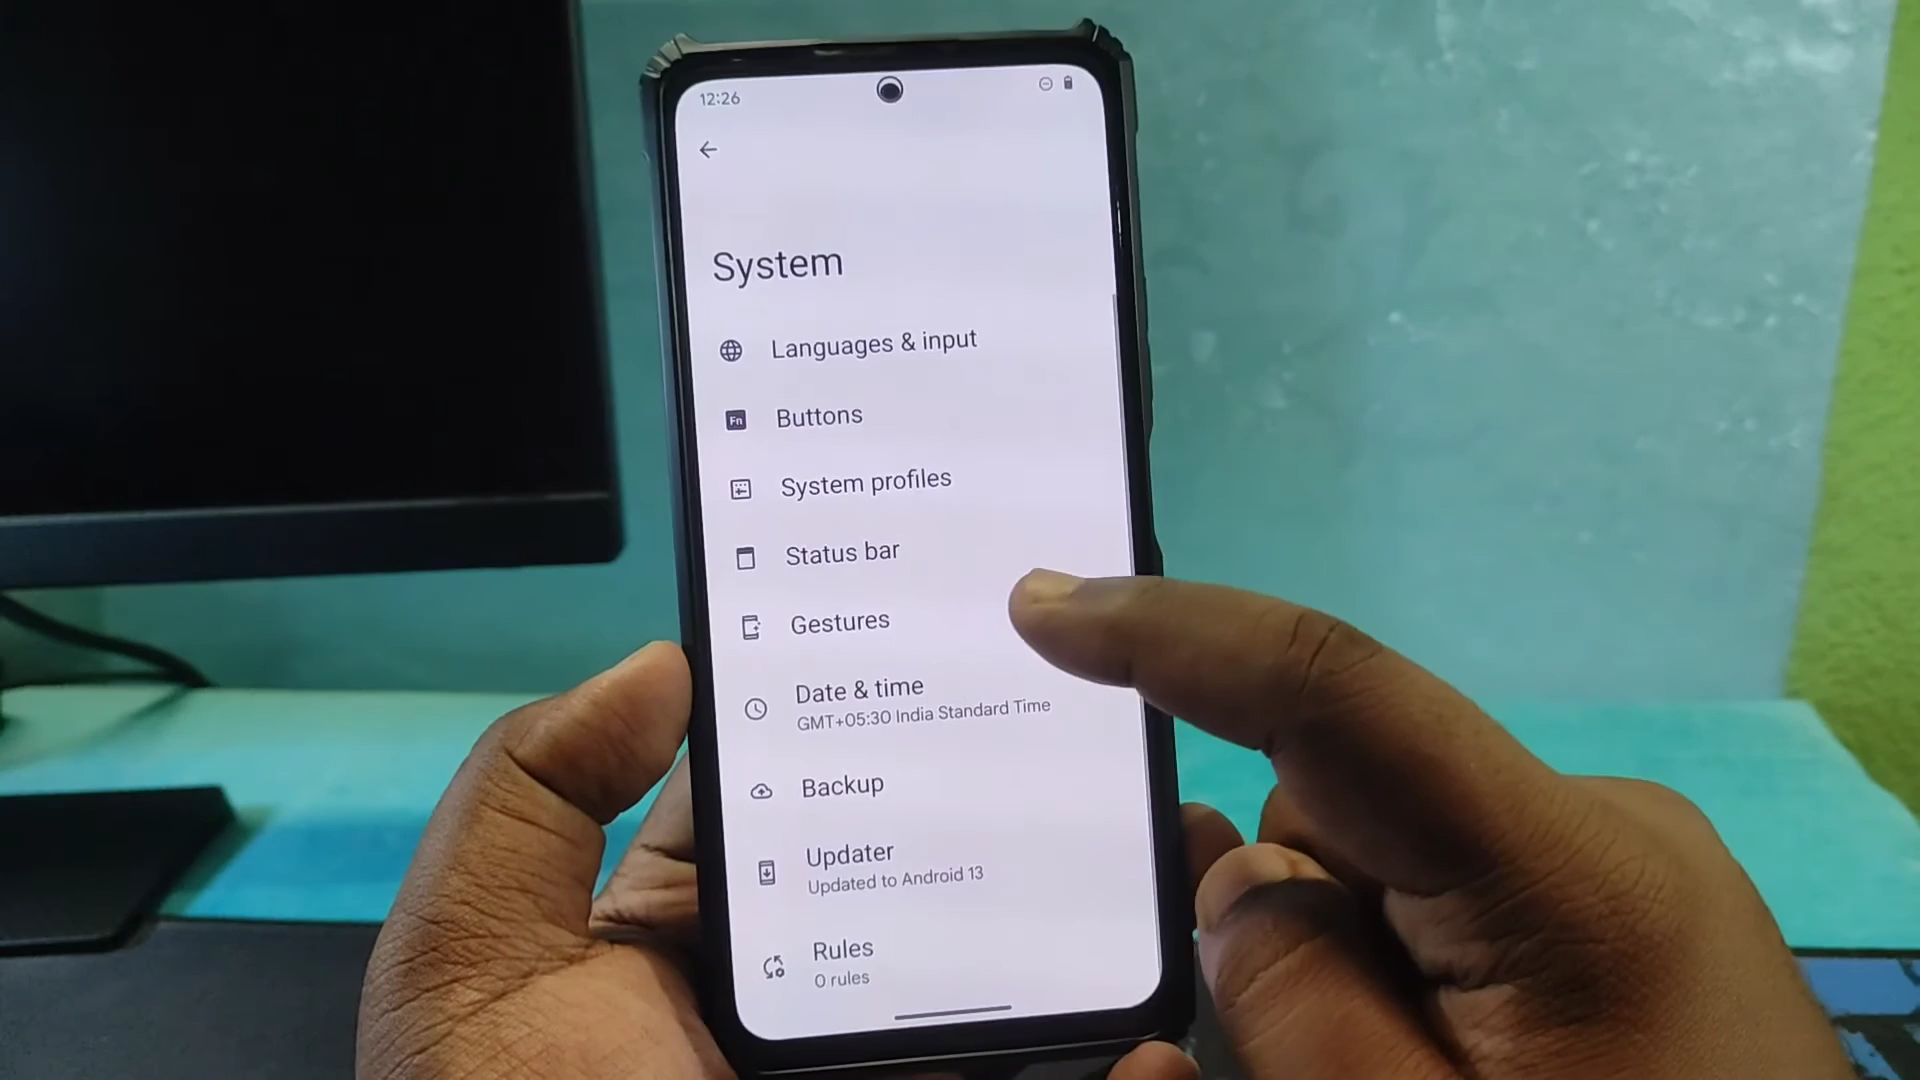 12:26
System
Languages & input
Fn
Buttons
System profiles
Status bar
Gestures
Date & time
GMT+05:30 India Standard Time
Backup
Updater
Updated to Android 13
Rules
0 rules